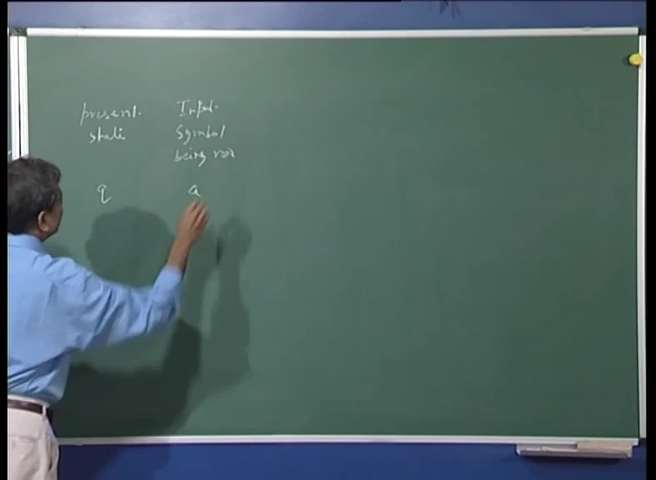 present Input
state Symbol
being read
q a